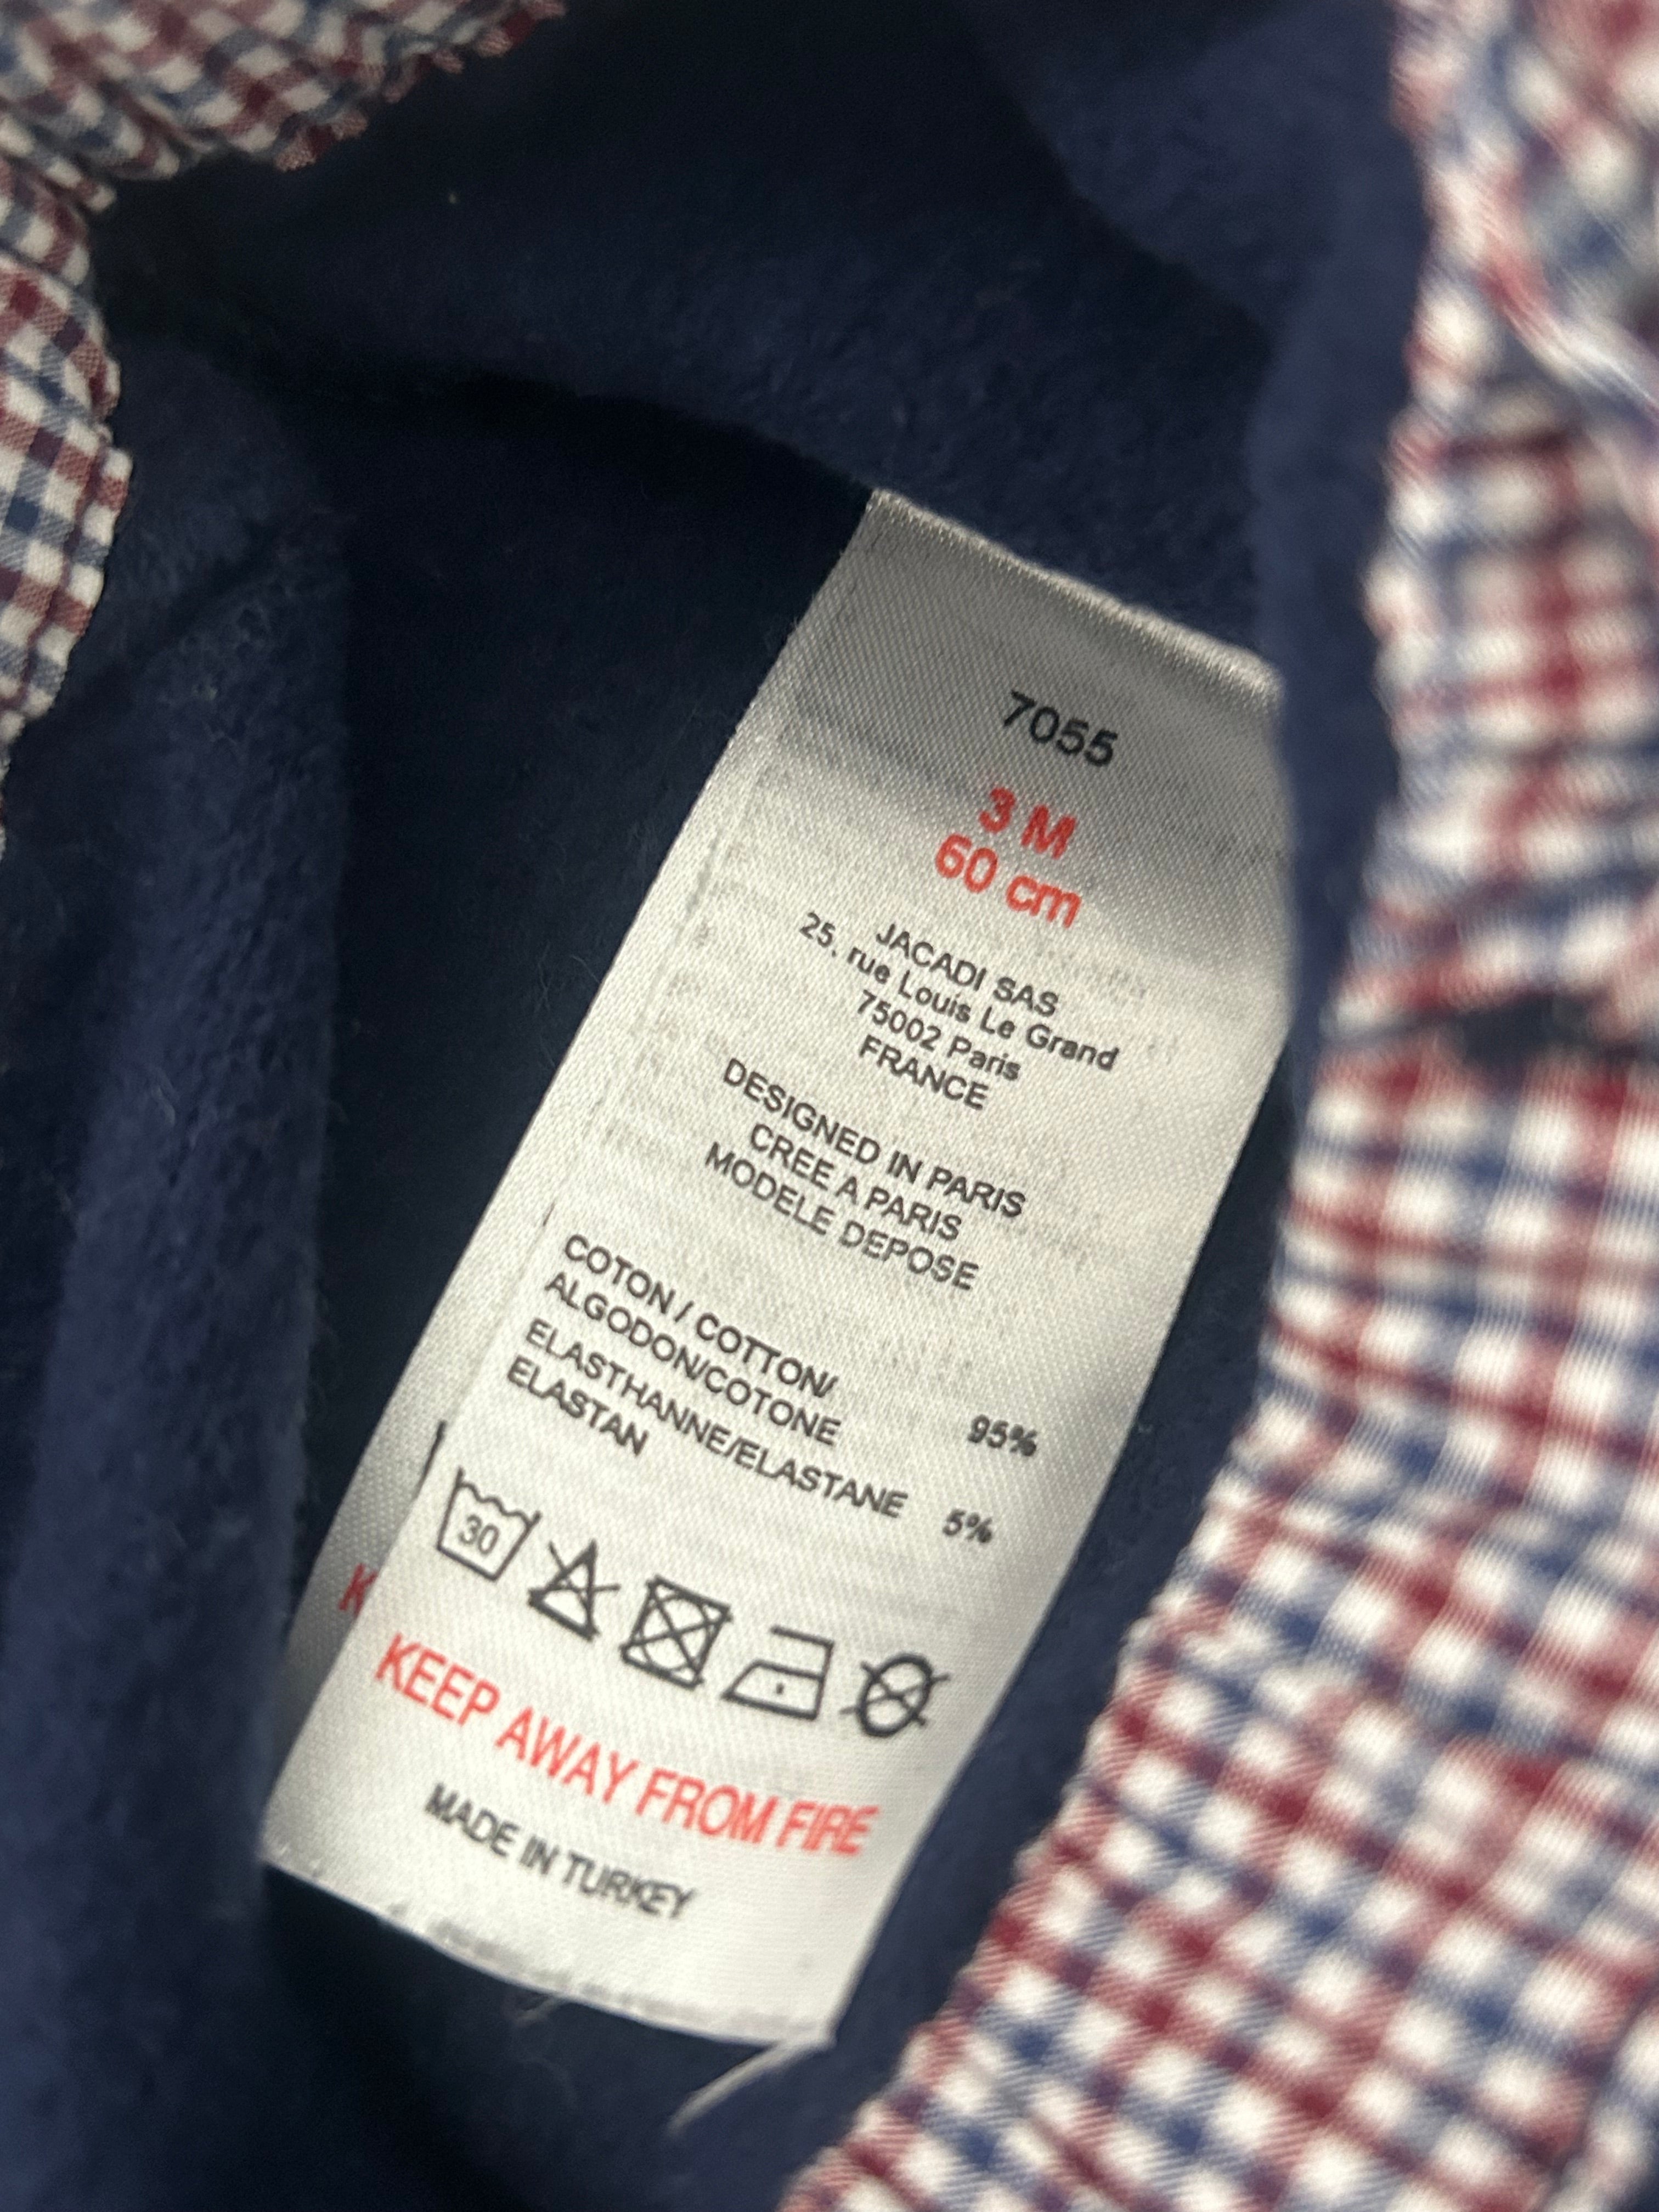 7055
3 M
60 cm
JACADI SAS
25, rue Louis Le Grand
75002 Paris
FRANCE
DESIGNED IN PARIS
CREE A PARIS
MODELE DEPOSE
COTON / COTTON/
ALGODON/COTONE 95%
ELASTHANNE/ELASTANE
ELASTAN 5%
30
KEEP AWAY FROM FIRE
MADE IN TURKEY
K